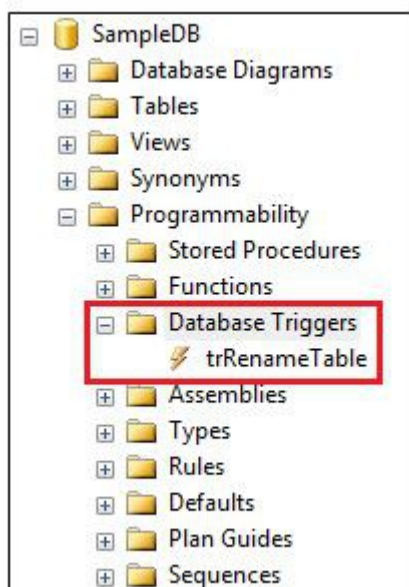 SampleDB
Database Diagrams
Tables
Views
Synonyms
Programmability
Stored Procedures
Functions
Database Triggers
trRenameTable
Assemblies
Types
Rules
Defaults
Plan Guides
Sequences